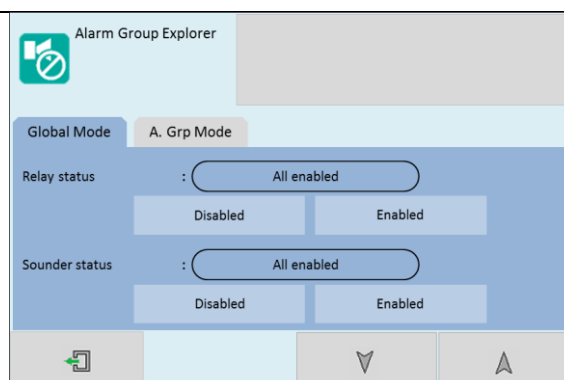 Alarm Group Explorer
Global Mode A. Grp Mode
Relay status : All enabled
Disabled Enabled
Sounder status : All enabled
Disabled Enabled